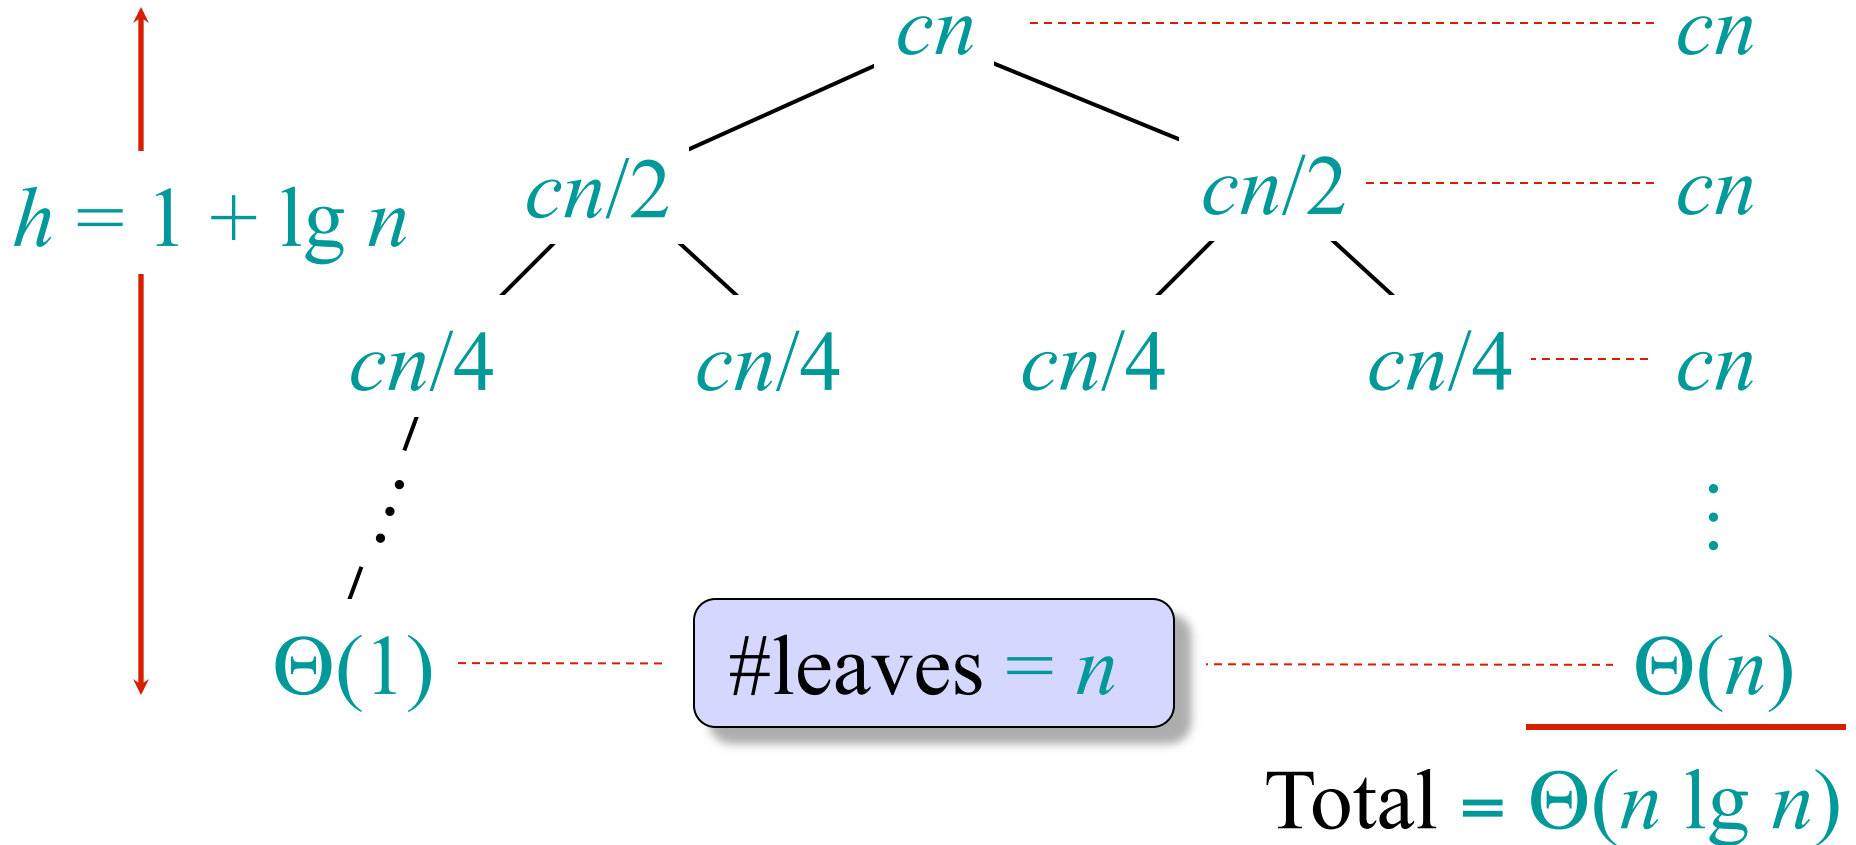 cn cn
cn/2 cn/2 cn
h = 1 + lg n
cn/4 cn/4 cn/4 cn/4 cn
Θ(1) #leaves = n Θ(n)
Total = Θ(n lg n)